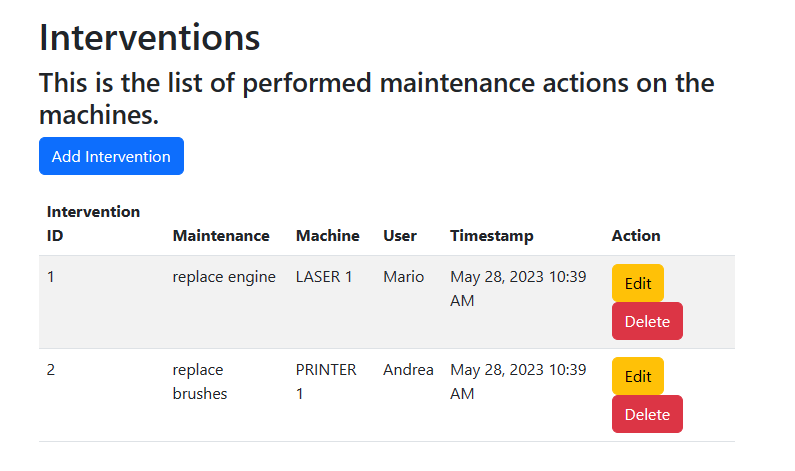 Interventions
This is the list of performed maintenance actions on the
machines.
Add Intervention
Intervention
ID Maintenance Machine User Timestamp Action
1 replace engine LASER 1 Mario May 28, 2023 10:39
AM
Edit
Delete
2 replace
brushes
PRINTER
1
Andrea May 28, 2023 10:39
AM
Edit
Delete